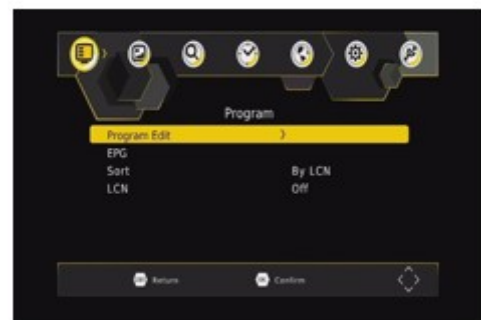 Program
Program Edit
EPG
Sort By LCN
LCN Off
Return Confirm